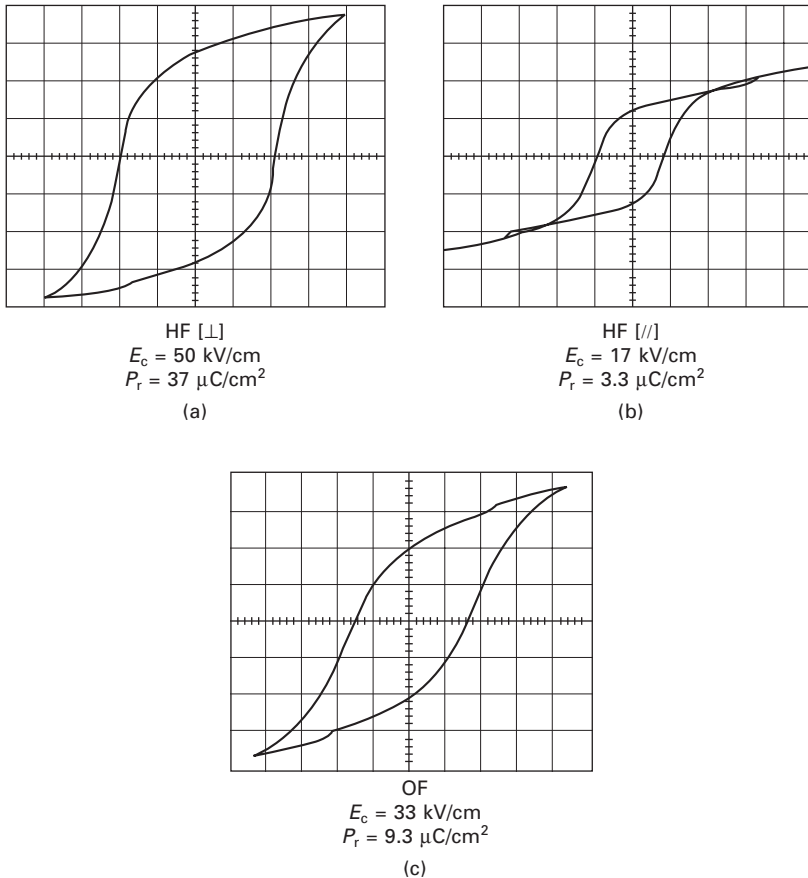 HF [⊥]
E_c = 50 kV/cm
P_r = 37 μC/cm²
(a)
HF [//]
E_c = 17 kV/cm
P_r = 3.3 μC/cm²
(b)
OF
E_c = 33 kV/cm
P_r = 9.3 μC/cm²
(c)